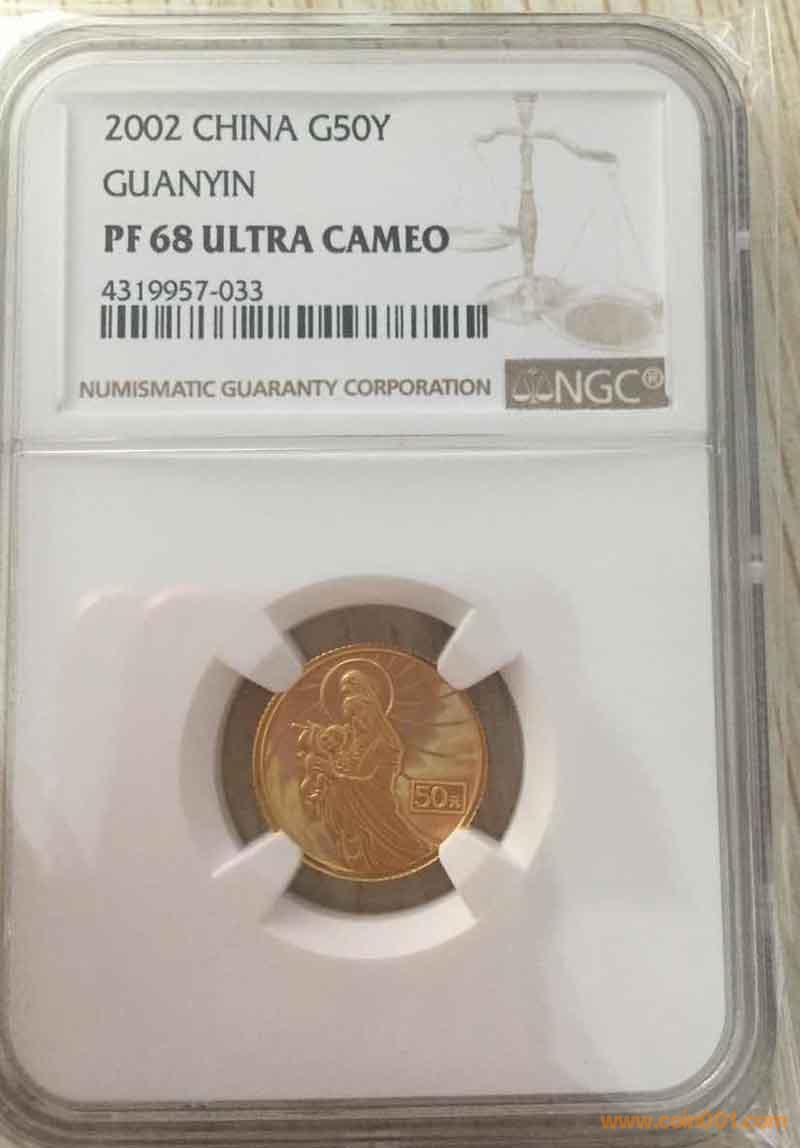 2002 CHINA G50Y
GUANYIN
PF 68 ULTRA CAMEO
4319957-033
NUMISMATIC GUARANTY CORPORATION
NGC®
50元
www.coin001.com